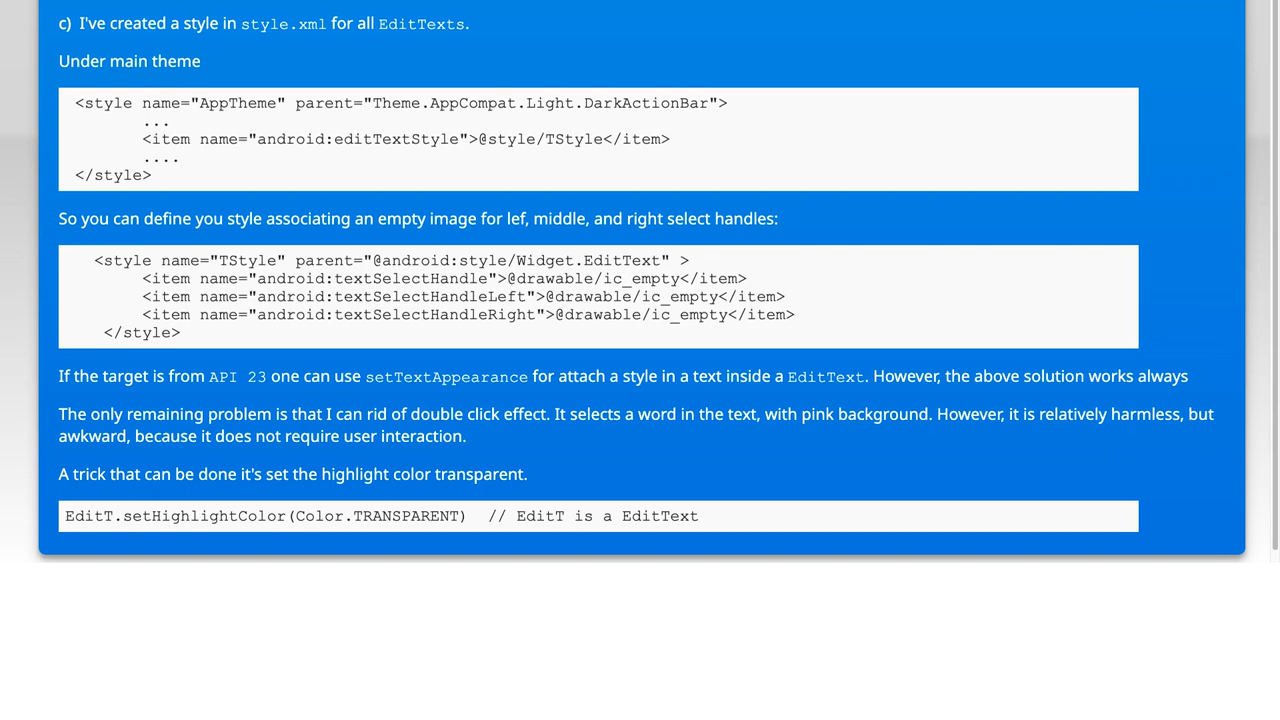 c) I've created a style in style.xml for all EditTexts.
Under main theme
<style name="AppTheme" parent="Theme.AppCompat.Light.DarkActionBar">
...
<item name="android:editTextStyle">@style/TStyle</item>
....
</style>
So you can define you style associating an empty image for lef, middle, and right select handles:
<style name="TStyle" parent="@android:style/Widget.EditText" >
<item name="android:textSelectHandle">@drawable/ic_empty</item>
<item name="android:textSelectHandleLeft">@drawable/ic_empty</item>
<item name="android:textSelectHandleRight">@drawable/ic_empty</item>
</style>
If the target is from API 23 one can use setTextAppearance for attach a style in a text inside a EditText. However, the above solution works always
The only remaining problem is that I can rid of double click effect. It selects a word in the text, with pink background. However, it is relatively harmless, but
awkward, because it does not require user interaction.
A trick that can be done it's set the highlight color transparent.
EditT.setHighlightColor(Color.TRANSPARENT)  // EditT is a EditText